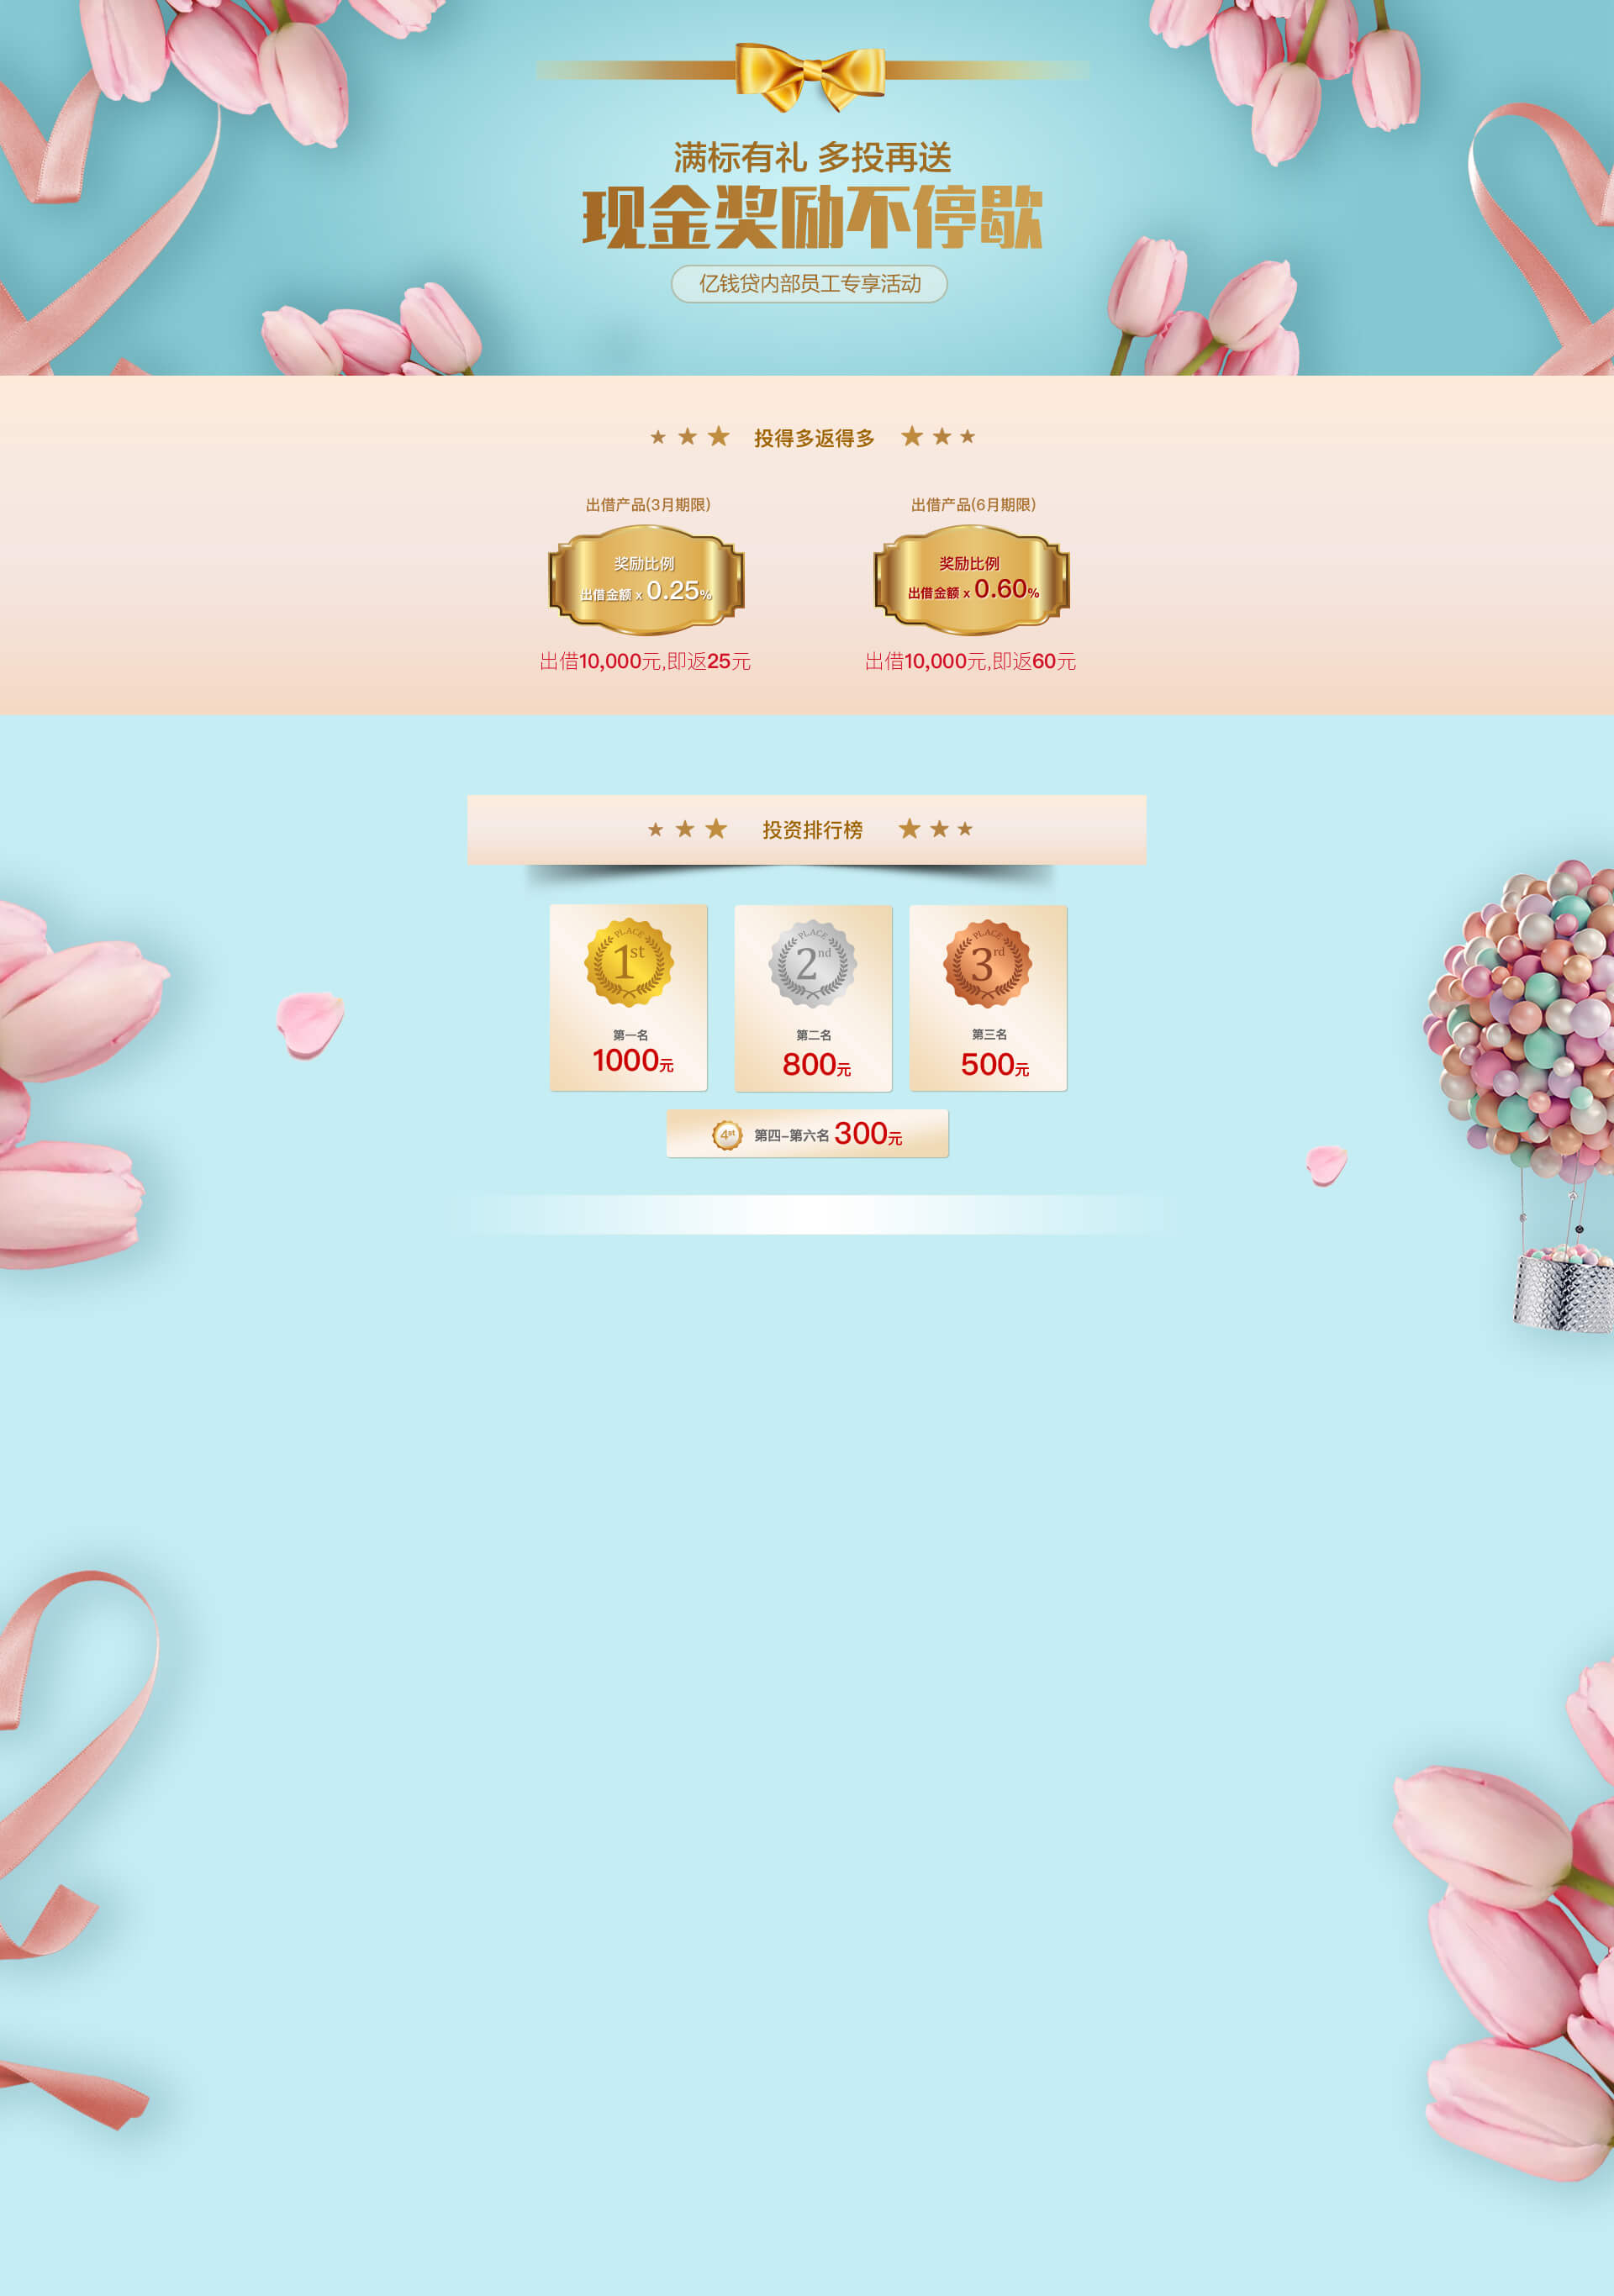 满标有礼 多投再送
现金奖励不停歇
亿钱贷内部员工专享活动
投得多返得多
出借产品(3月期限)
奖励比例
出借金额 x 0.25%
出借10,000元,即返25元
出借产品(6月期限)
奖励比例
出借金额 x 0.60%
出借10,000元,即返60元
投资排行榜
PLACE
1st
第一名
1000元
PLACE
2nd
第二名
800元
PLACE
3rd
第三名
500元
4st
第四-第六名 300元